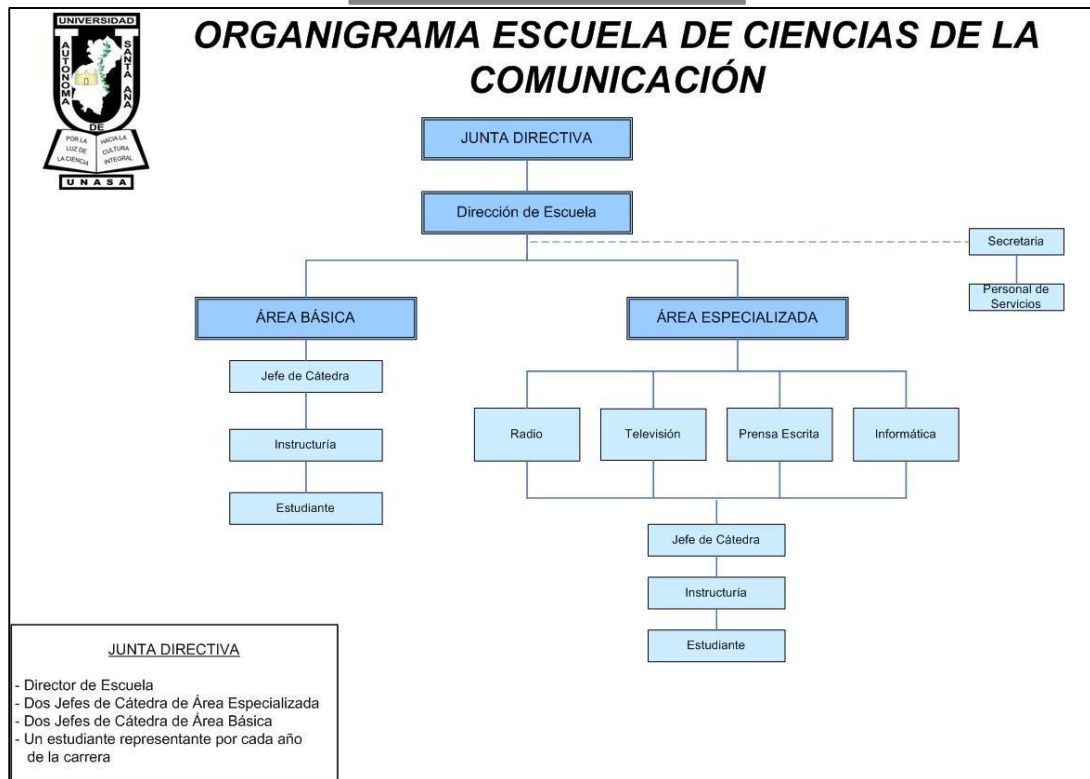 UNIVERSIDAD
AUTONOMA
DE
SANTA ANA
POR LA
LUZ DE
LA CIENCIA
HACIA LA
CULTURA
INTEGRAL
UNASA
ORGANIGRAMA ESCUELA DE CIENCIAS DE LA
COMUNICACIÓN
JUNTA DIRECTIVA
Dirección de Escuela
Secretaria
Personal de
Servicios
ÁREA BÁSICA
ÁREA ESPECIALIZADA
Jefe de Cátedra
Instructuría
Estudiante
Radio
Televisión
Prensa Escrita
Informática
Jefe de Cátedra
Instructuría
Estudiante
JUNTA DIRECTIVA
- Director de Escuela
- Dos Jefes de Cátedra de Área Especializada
- Dos Jefes de Cátedra de Área Básica
- Un estudiante representante por cada año
de la carrera